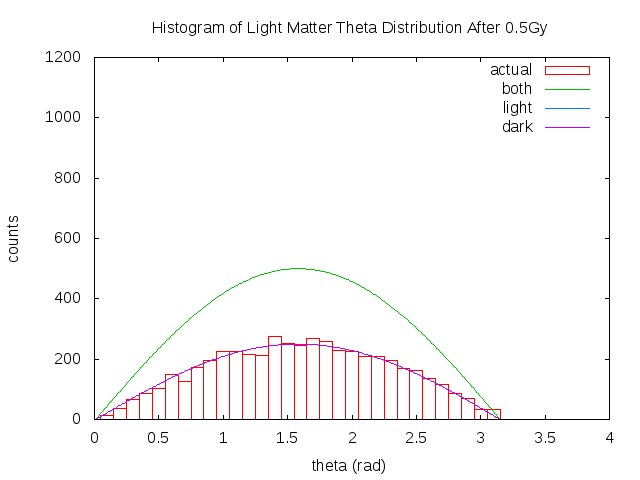 Histogram of Light Matter Theta Distribution After 0.5Gy
1200
1000
800
600
400
200
0
counts
actual
both
light
dark
0 0.5 1 1.5 2 2.5 3 3.5 4
theta (rad)